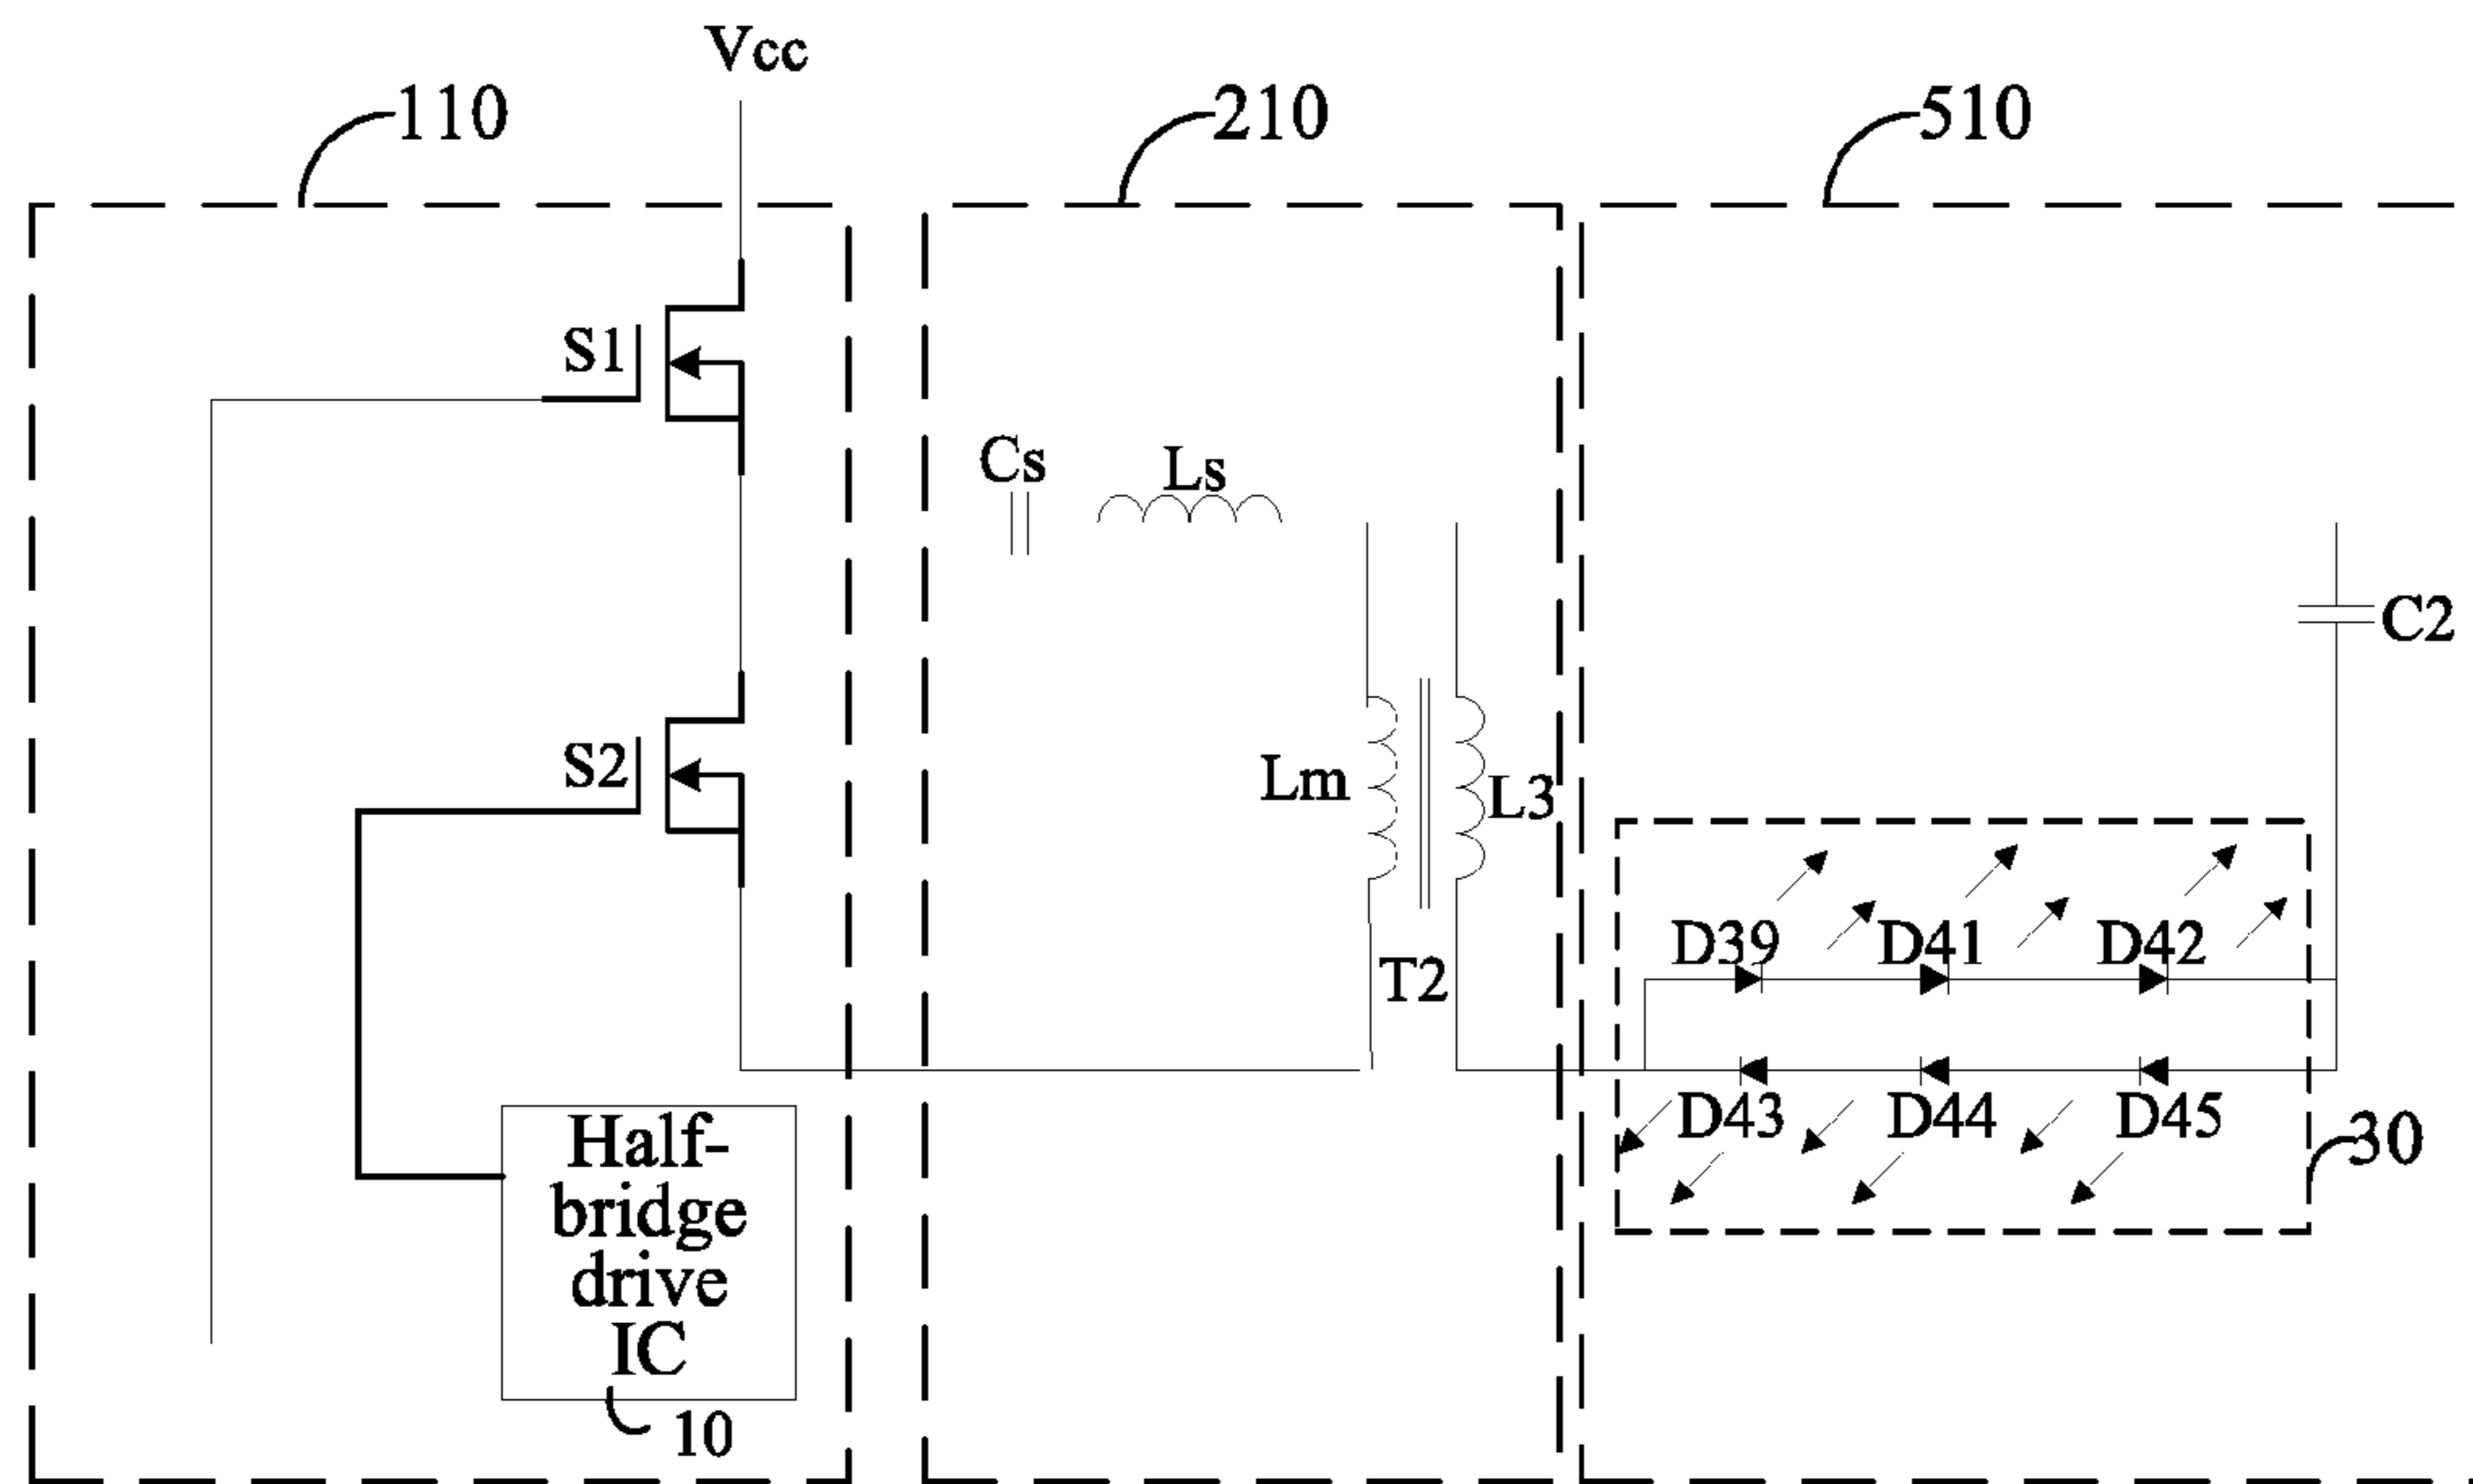 Vcc
110
210
510
S1
Cs
Ls
C2
S2
Lm
L3
D39
D41
D42
T2
D43
D44
D45
30
Half-
bridge
drive
IC
10